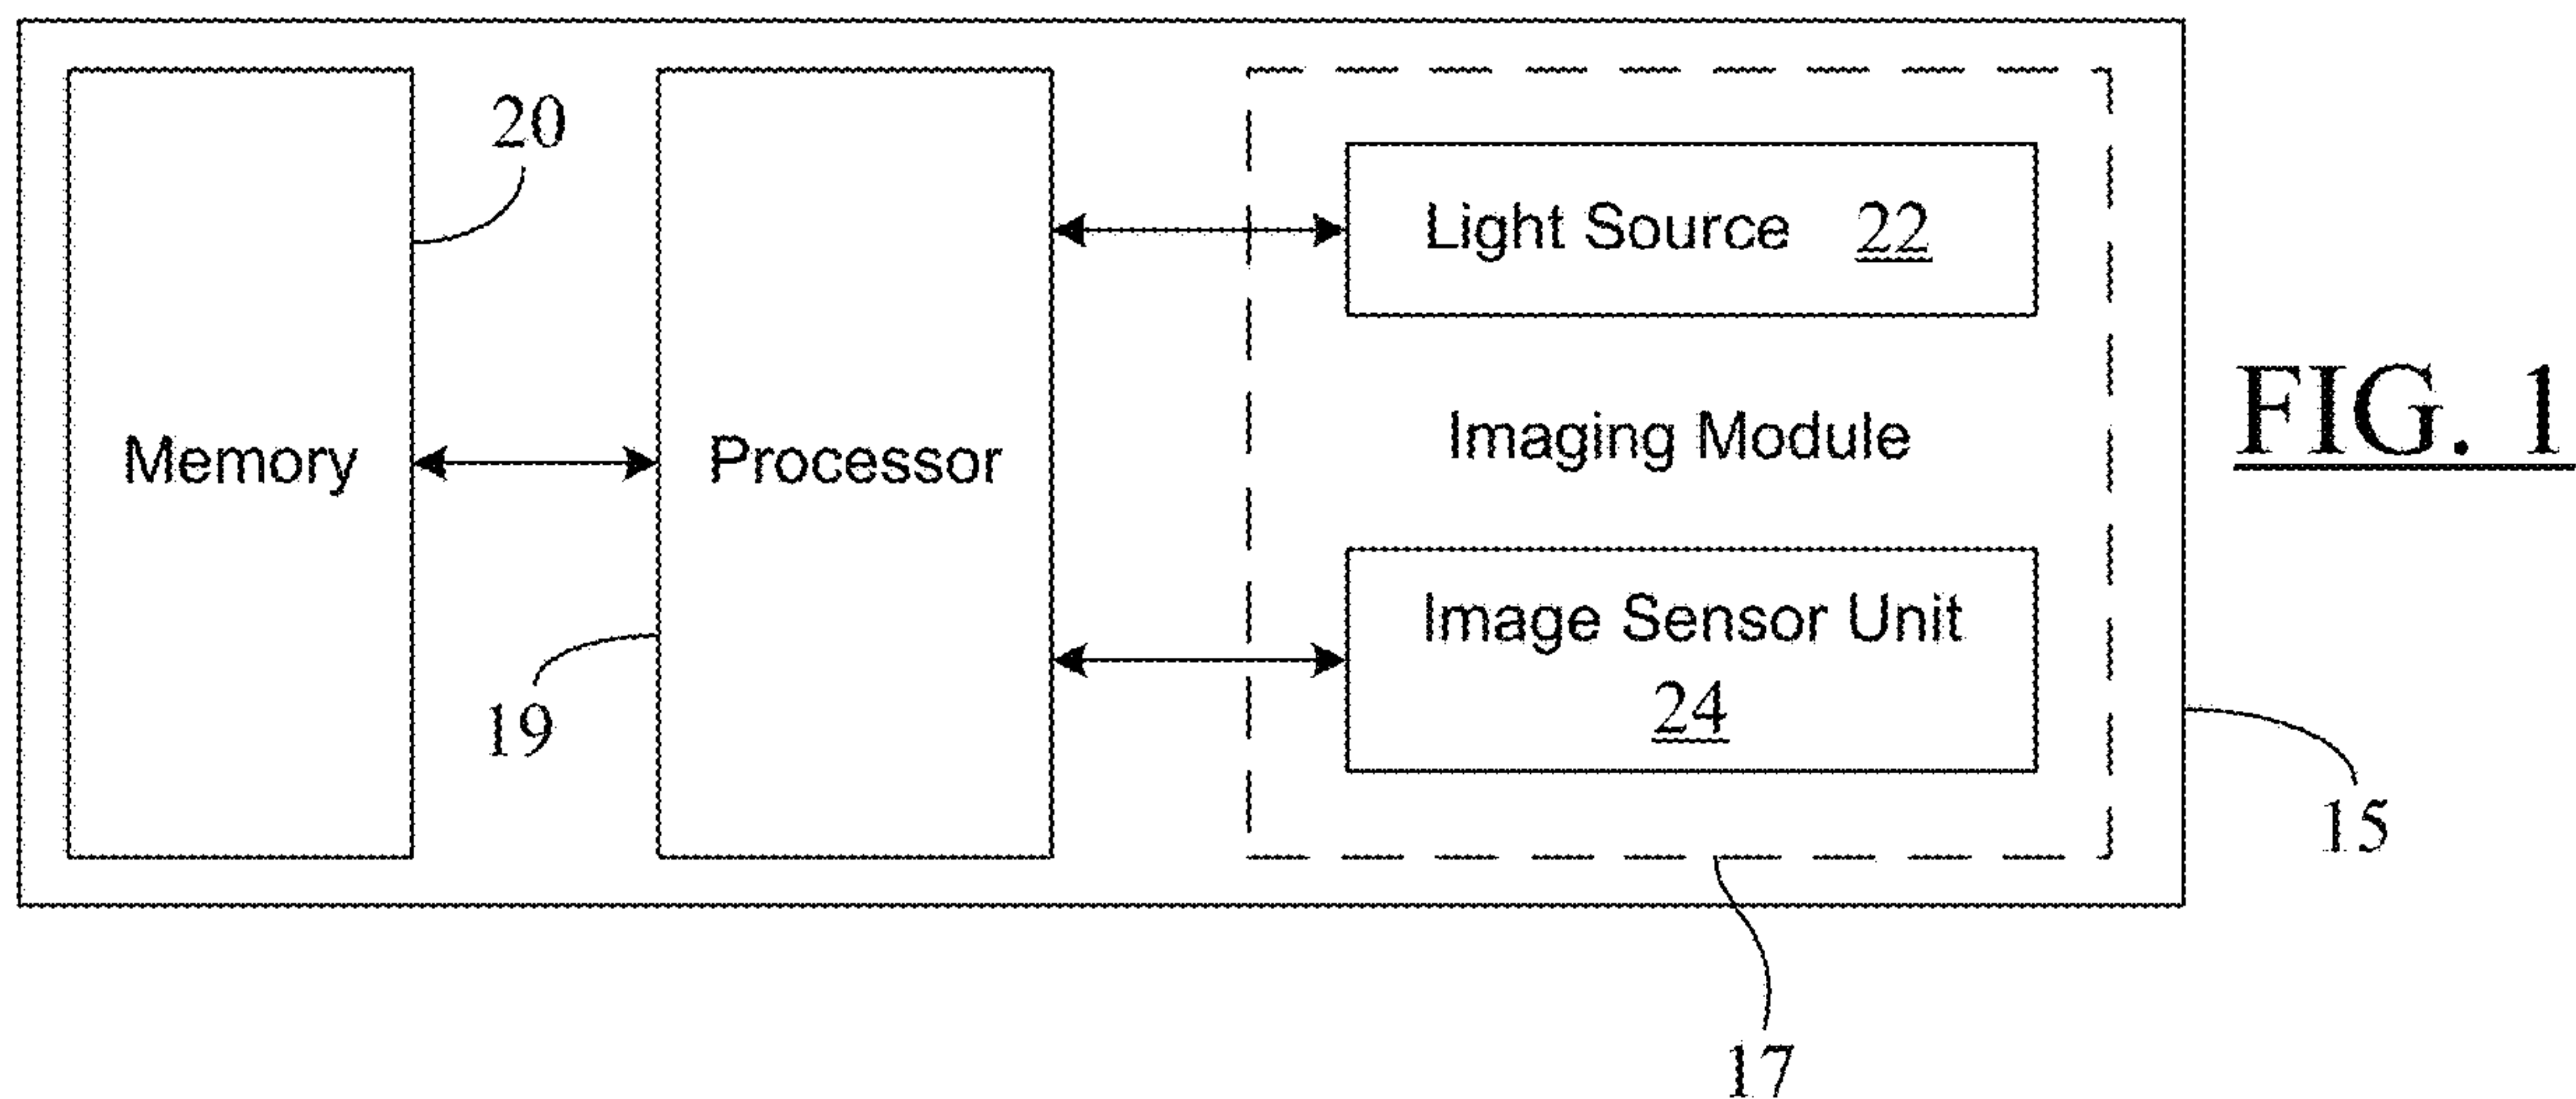 20
Light Source 22
FIG. 1
Memory
Processor
Imaging Module
Image Sensor Unit
24
19
15
17